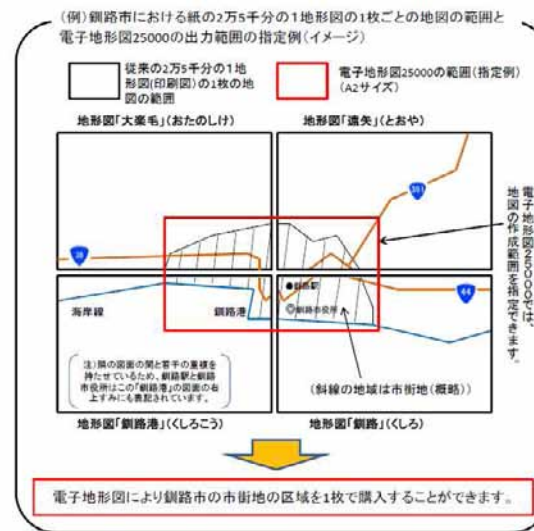 (例)釧路市における紙の2万5千分の1地形図の1枚ごとの地図の範囲と
電子地形図25000の出力範囲の指定例(イメージ)
従来の2万5千分の1地
形図(印刷図)の1枚の地
図の範囲
電子地形図25000の範囲(指定例)
(A2サイズ)
地形図「大楽毛」(おたのしけ)
地形図「遠矢」(とおや)
391
電子地形図25000では、
地図の作成範囲を指定できます。
38
釧路駅
44
海岸線
釧路港
釧路市役所
注)隣の図面の間と若干の重複を
持たせているため、釧路駅と釧路
市役所はこの「釧路港」の図面の右
上すみにも表記されています。
(斜線の地域は市街地(概略))
地形図「釧路港」(くしろこう)
地形図「釧路」(くしろ)
電子地形図により釧路市の市街地の区域を1枚で購入することができます。